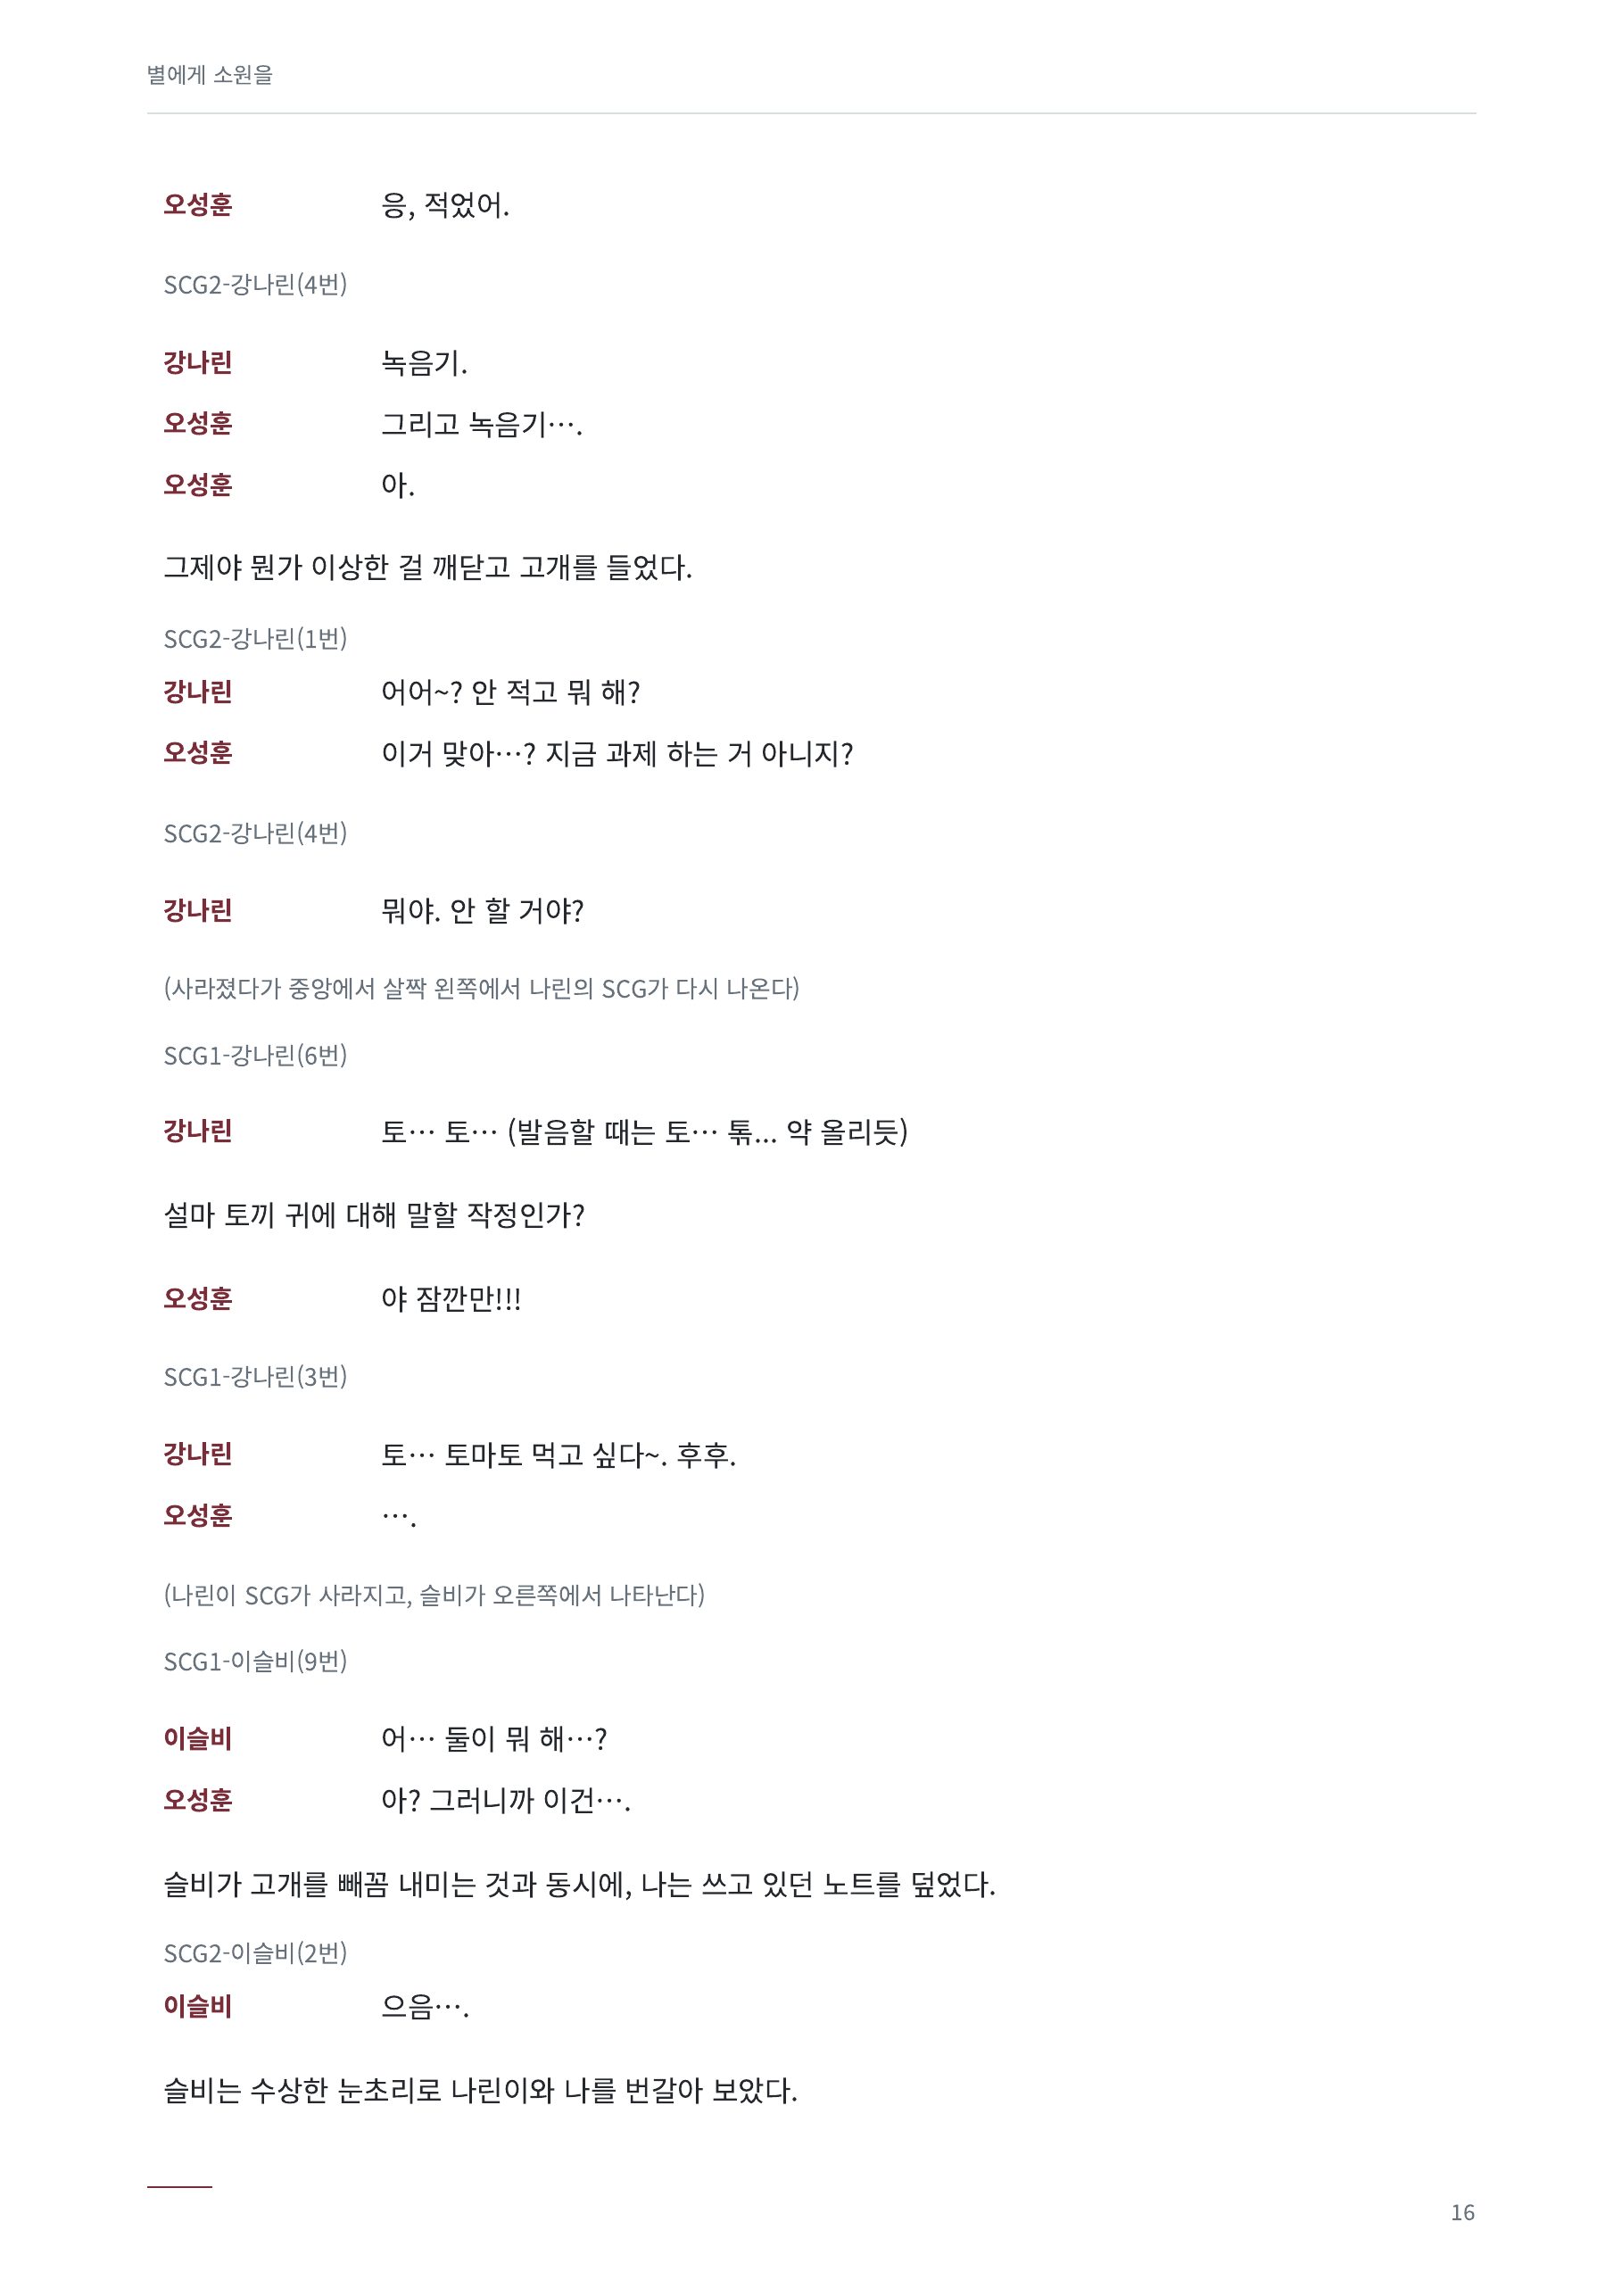 별에게 소원을
오성훈 응, 적었어.
SCG2-강나린(4번)
강나린 녹음기.
오성훈 그리고 녹음기….
오성훈 아.
그제야 뭔가 이상한 걸 깨닫고 고개를 들었다.
SCG2-강나린(1번)
강나린 어어~? 안 적고 뭐 해?
오성훈 이거 맞아…? 지금 과제 하는 거 아니지?
SCG2-강나린(4번)
강나린 뭐야. 안 할 거야?
(사라졌다가 중앙에서 살짝 왼쪽에서 나린의 SCG가 다시 나온다)
SCG1-강나린(6번)
강나린 토… 토… (발음할 때는 토… 톢... 약 올리듯)
설마 토끼 귀에 대해 말할 작정인가?
오성훈 야 잠깐만!!!
SCG1-강나린(3번)
강나린 토… 토마토 먹고 싶다~. 후후.
오성훈 ….
(나린이 SCG가 사라지고, 슬비가 오른쪽에서 나타난다)
SCG1-이슬비(9번)
이슬비 어… 둘이 뭐 해…?
오성훈 아? 그러니까 이건….
슬비가 고개를 빼꼼 내미는 것과 동시에, 나는 쓰고 있던 노트를 덮었다.
SCG2-이슬비(2번)
이슬비 으음….
슬비는 수상한 눈초리로 나린이와 나를 번갈아 보았다.
16